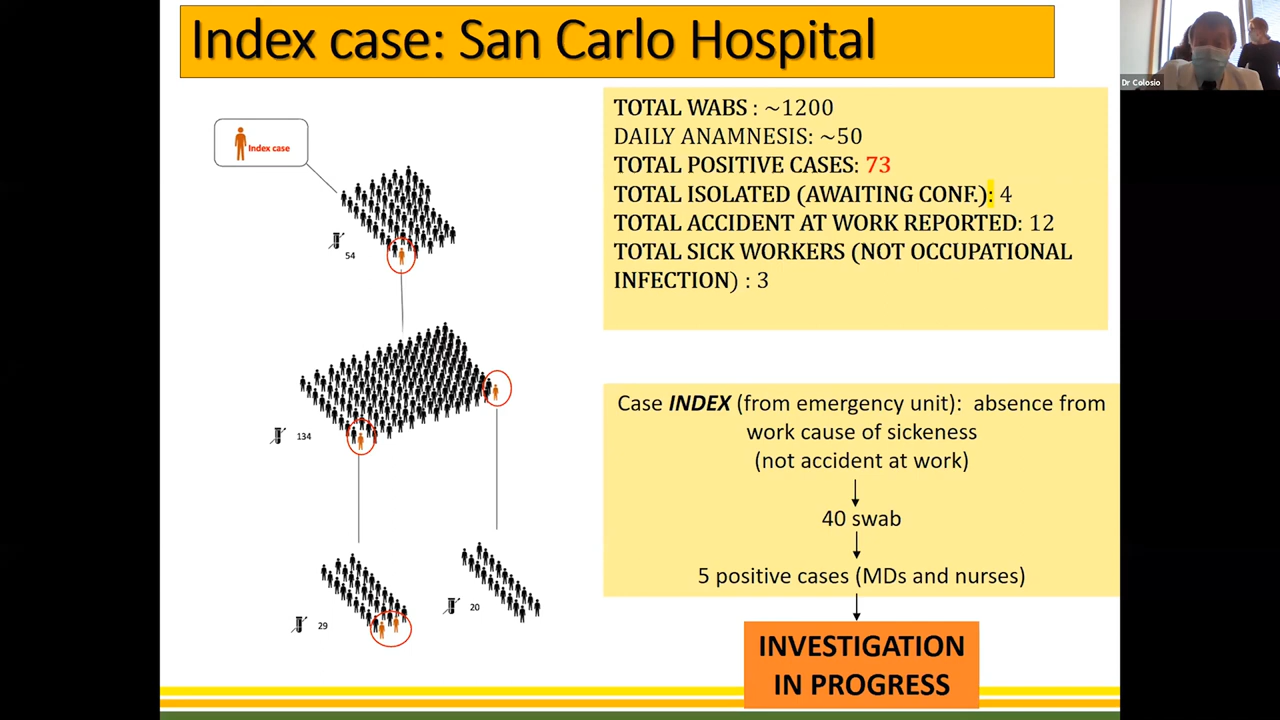 Index case: San Carlo Hospital
Dr Colosio
Index case
54
134
29
20
TOTAL WABS : ~1200
DAILY ANAMNESIS: ~50
TOTAL POSITIVE CASES: 73
TOTAL ISOLATED (AWAITING CONF.): 4
TOTAL ACCIDENT AT WORK REPORTED: 12
TOTAL SICK WORKERS (NOT OCCUPATIONAL
INFECTION) : 3
Case INDEX (from emergency unit): absence from
work cause of sickeness
(not accident at work)
40 swab
5 positive cases (MDs and nurses)
INVESTIGATION
IN PROGRESS